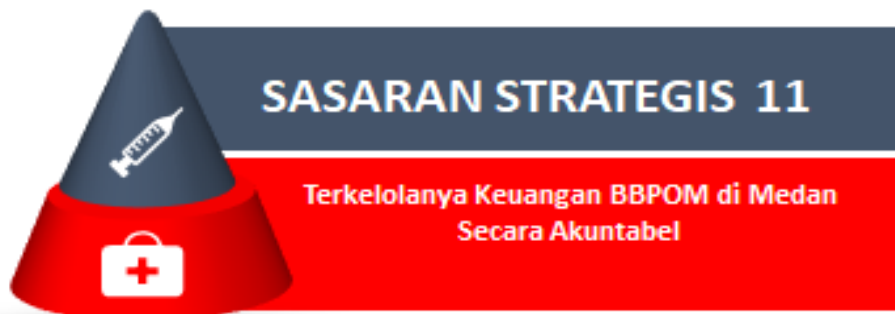 SASARAN STRATEGIS 11
Terkelolanya Keuangan BBPOM di Medan
Secara Akuntabel